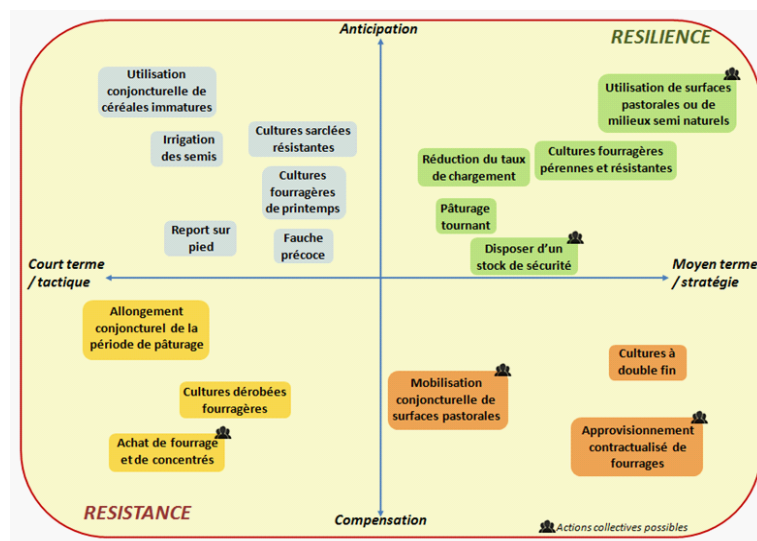 Anticipation
RESILIENCE
Utilisation
conjoncturelle de
céréales immatures
Irrigation
des semis
Cultures sarclées
résistantes
Cultures
fourragères
de printemps
Report sur
pied
Fauche
précoce
Utilisation de surfaces
pastorales ou de
milieux semi naturels
Réduction du taux
de chargement
Cultures fourragères
pérennes et résistantes
Pâturage
tournant
Disposer d'un
stock de sécurité
Court terme
/ tactique
Moyen terme
/ stratégie
Allongement
conjoncturel de la
période de pâturage
Cultures dérobées
fourragères
Achat de fourrage
et de concentrés
Mobilisation
conjoncturelle de
surfaces pastorales
Cultures à
double fin
Approvisionnement
contractualisé de
fourrages
RESISTANCE
Compensation
Actions collectives possibles